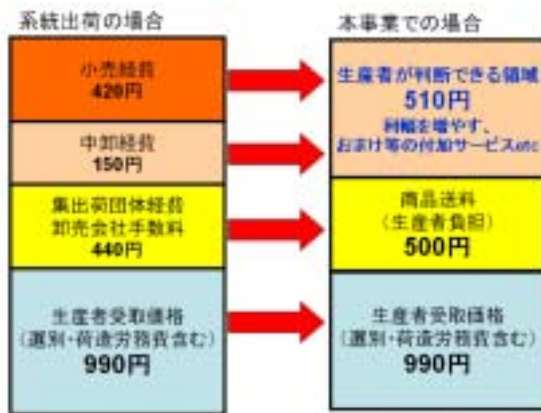 系統出荷の場合
小売経費
420円
中卸経費
150円
集出荷団体経費
卸売会社手数料
440円
生産者受取価格
(選別・荷造労務費含む)
990円
本事業での場合
生産者が判断できる領域
510円
利幅を増やす、
おまけ等の付加サービスetc
商品送料
(生産者負担)
500円
生産者受取価格
(選別・荷造労務費含む)
990円